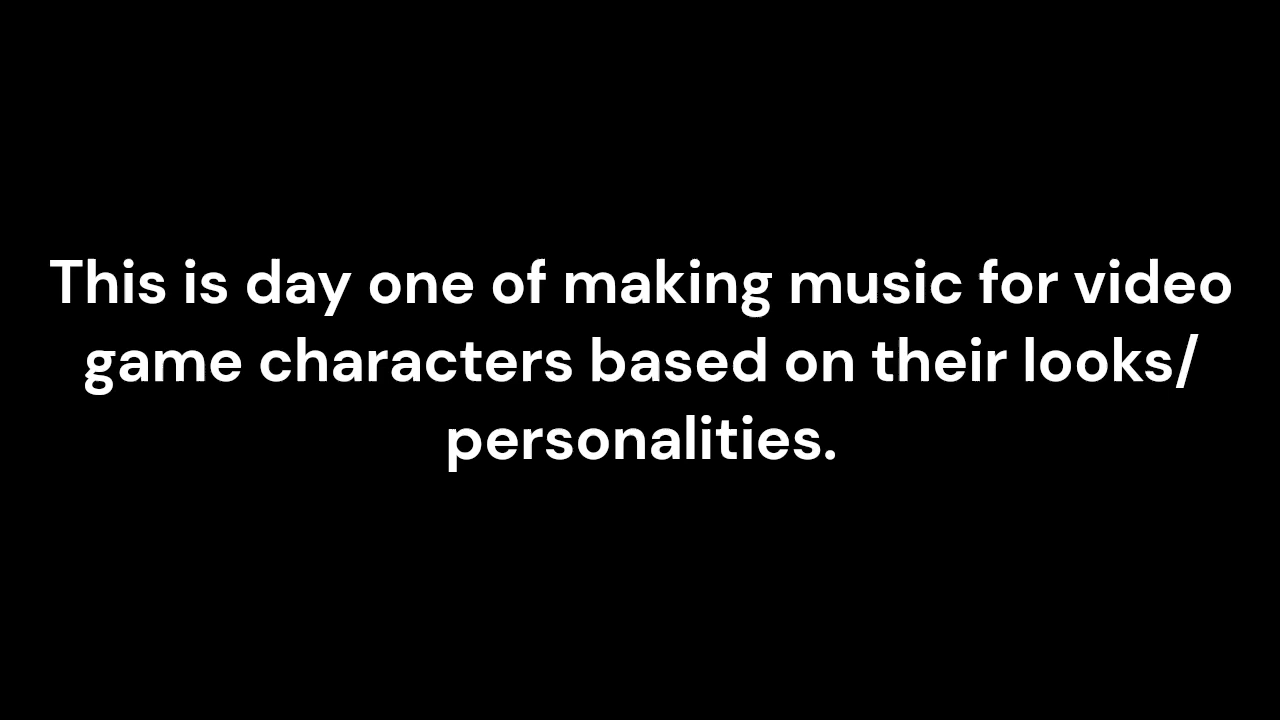 This is day one of making music for video
game characters based on their looks/
personalities.